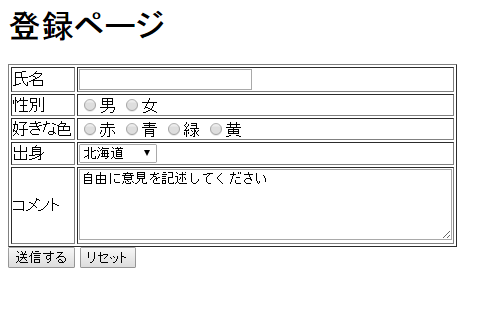 登録ページ
氏名
性別 男 女
好きな色 赤 青 緑 黄
出身 北海道
コメント 自由に意見を記述してください
送信する リセット